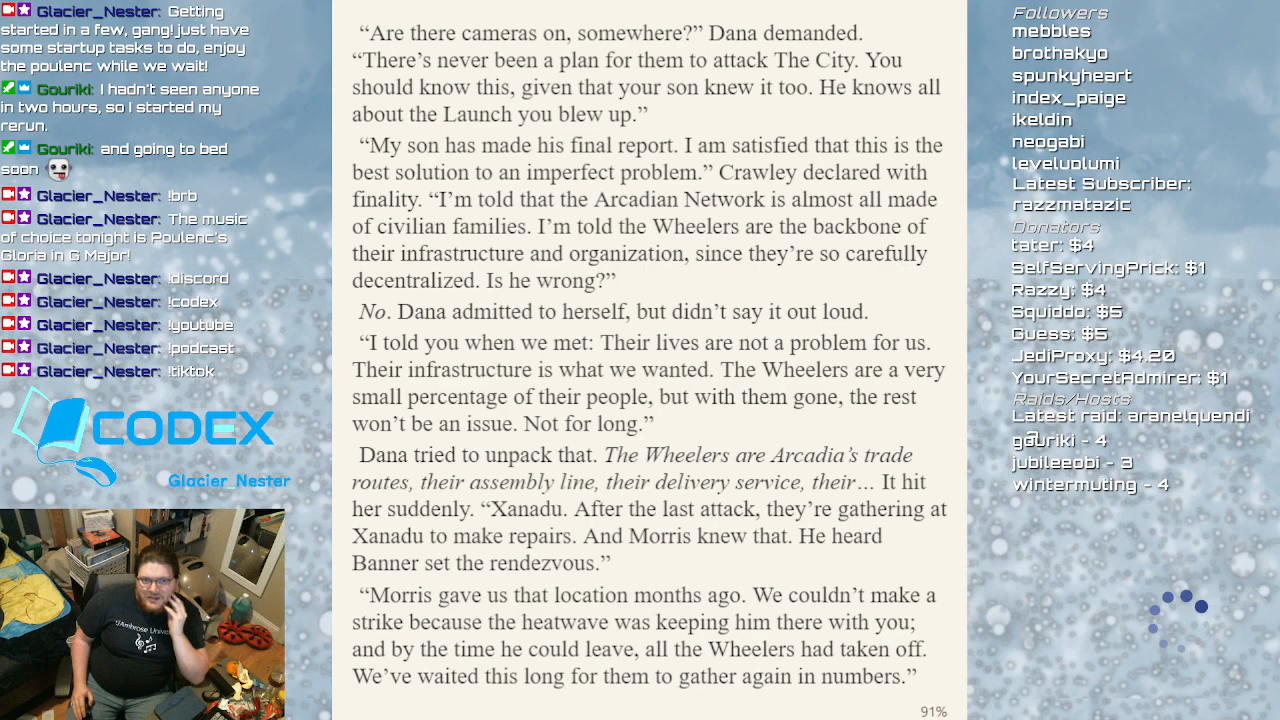 Glacier_Nester: Getting
started in a few, gang! just have
some startup tasks to do, enjoy
the poulenc while we wait!
Gouriki: I hadn't seen anyone
in two hours, so I started my
rerun.
Gouriki: and going to bed
soon
Glacier_Nester: !brb
Glacier_Nester: The music
of choice tonight is Poulenc's
Gloria in G Major!
Glacier_Nester: !discord
Glacier_Nester: !codex
Glacier_Nester: !youtube
Glacier_Nester: !podcast
Glacier_Nester: !tiktok
CODEX
Glacier_Nester
“Are there cameras on, somewhere?” Dana demanded.
“There’s never been a plan for them to attack The City. You
should know this, given that your son knew it too. He knows all
about the Launch you blew up.”
“My son has made his final report. I am satisfied that this is the
best solution to an imperfect problem.” Crawley declared with
finality. “I’m told that the Arcadian Network is almost all made
of civilian families. I’m told the Wheelers are the backbone of
their infrastructure and organization, since they’re so carefully
decentralized. Is he wrong?”
No. Dana admitted to herself, but didn’t say it out loud.
“I told you when we met: Their lives are not a problem for us.
Their infrastructure is what we wanted. The Wheelers are a very
small percentage of their people, but with them gone, the rest
won’t be an issue. Not for long.”
Dana tried to unpack that. The Wheelers are Arcadia’s trade
routes, their assembly line, their delivery service, their… It hit
her suddenly. “Xanadu. After the last attack, they’re gathering at
Xanadu to make repairs. And Morris knew that. He heard
Banner set the rendezvous.”
“Morris gave us that location months ago. We couldn’t make a
strike because the heatwave was keeping him there with you;
and by the time he could leave, all the Wheelers had taken off.
We’ve waited this long for them to gather again in numbers.”
91%
Followers
mebbles
brothakyo
spunkyheart
index_paige
ikeldin
neogabi
leveluolumi
Latest Subscriber:
razzmatazic
Donators
tater: $4
SelfServingPrick: $1
Razzy: $4
Squiddo: $5
Guess: $5
JediProxy: $4.20
YourSecretAdmirer: $1
Raids/Hosts
Latest raid: aranelquendi
gouriki - 4
jubileeobi - 3
wintermuting - 4